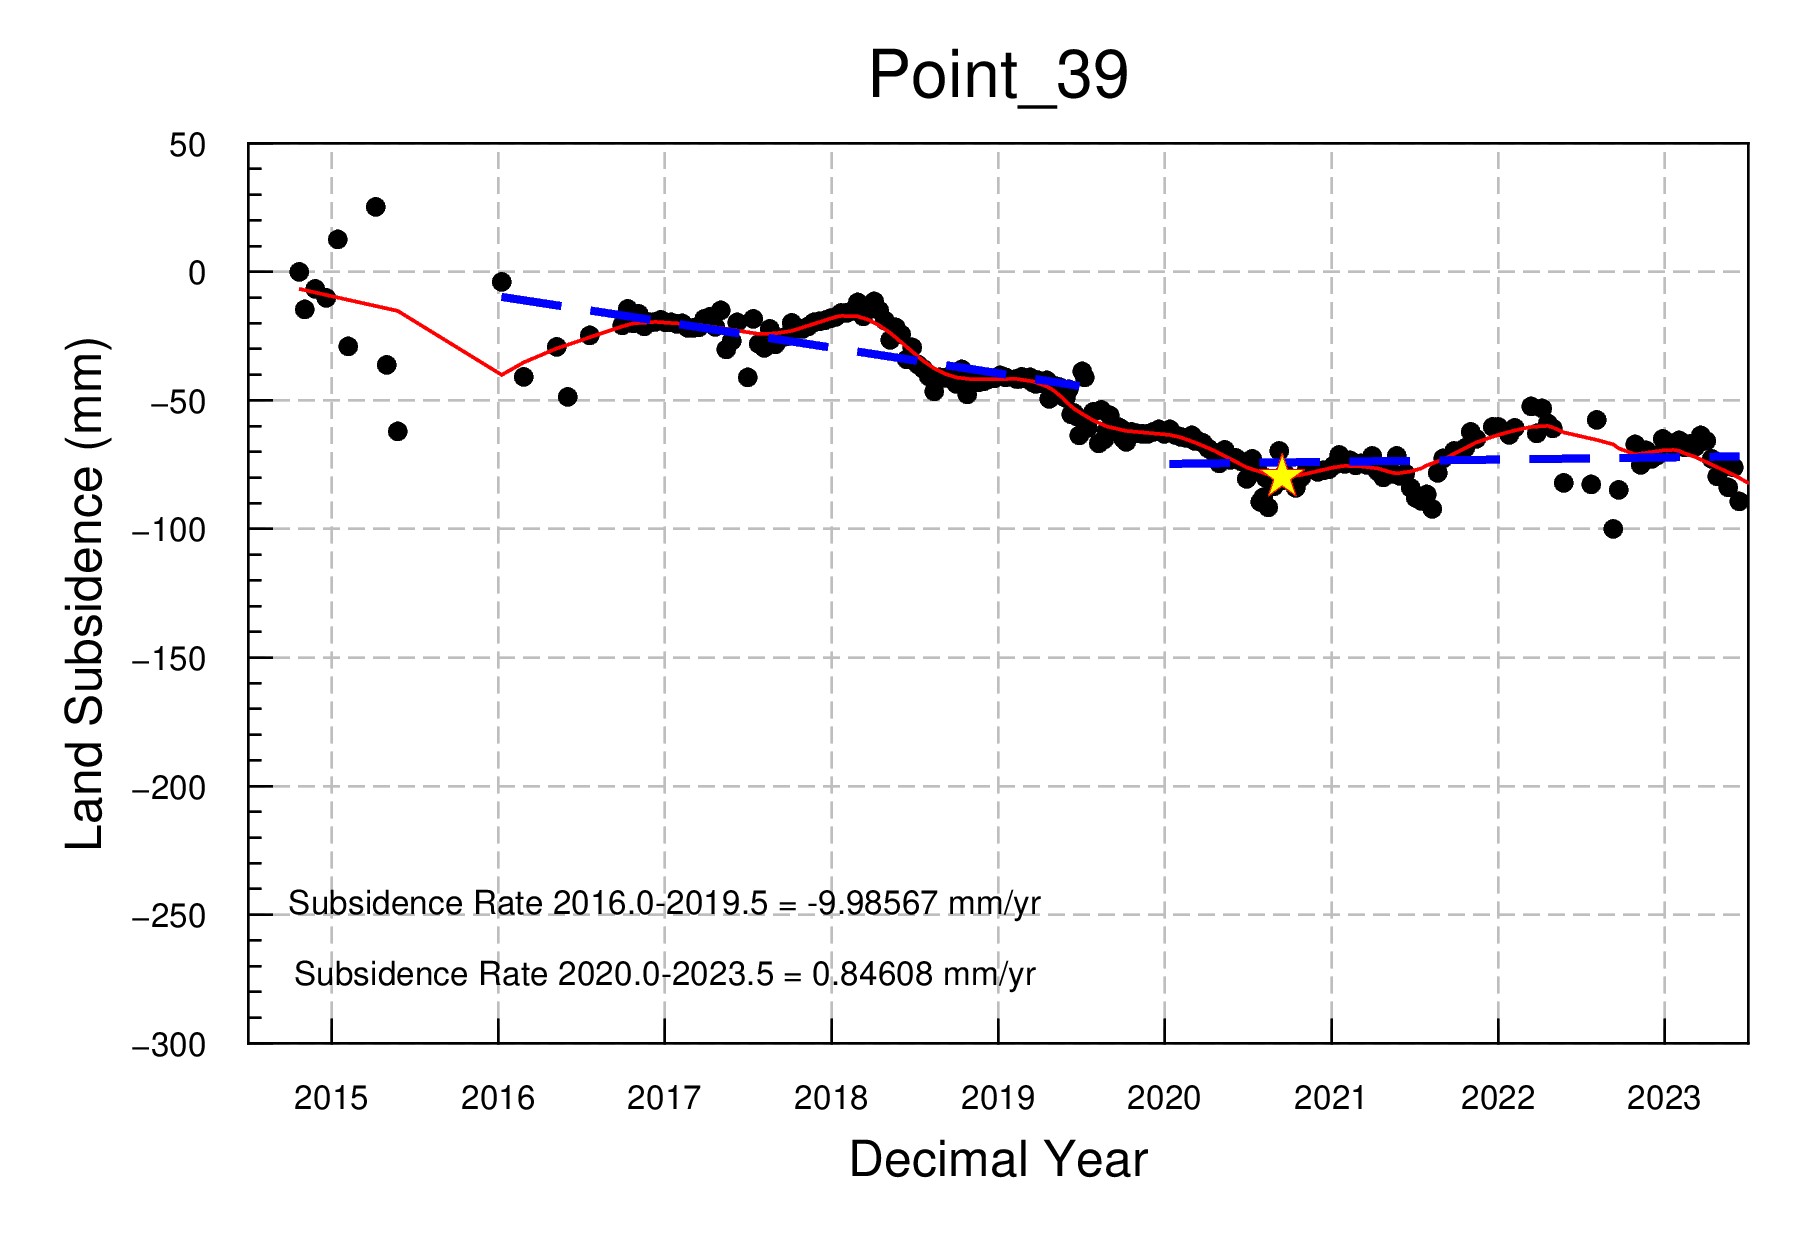 Point_39
50
0
−50
−100
−150
−200
−250
−300
Land Subsidence (mm)
Subsidence Rate 2016.0-2019.5 = -9.98567 mm/yr
Subsidence Rate 2020.0-2023.5 = 0.84608 mm/yr
2015 2016 2017 2018 2019 2020 2021 2022 2023
Decimal Year